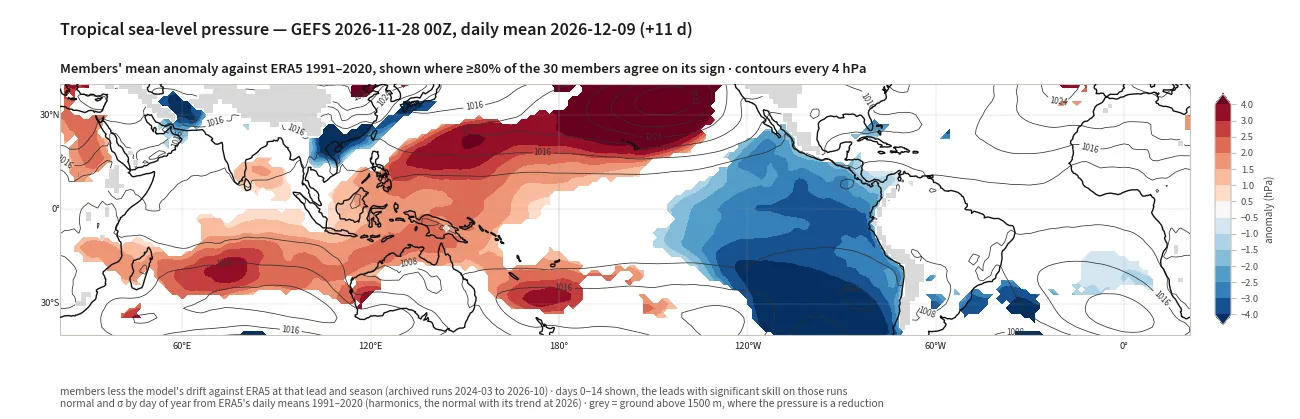 Tropical sea-level pressure — GEFS 2026-11-28 00Z, daily mean 2026-12-09 (+11 d)
Members' mean anomaly against ERA5 1991–2020, shown where ≥80% of the 30 members agree on its sign · contours every 4 hPa
30°N
0°
30°S
60°E
120°E
180°
120°W
60°W
0°
1016
1016
1016
1016
1016
1016
1024
1016
1008
1016
1016
1008
1016
4.0
3.0
2.5
2.0
1.5
1.0
0.5
−0.5
−1.0
−1.5
−2.0
−2.5
−3.0
−4.0
anomaly (hPa)
members less the model's drift against ERA5 at that lead and season (archived runs 2024-03 to 2026-10) · days 0–14 shown, the leads with significant skill on those runs
normal and σ by day of year from ERA5's daily means 1991–2020 (harmonics, the normal with its trend at 2026) · grey = ground above 1500 m, where the pressure is a reduction